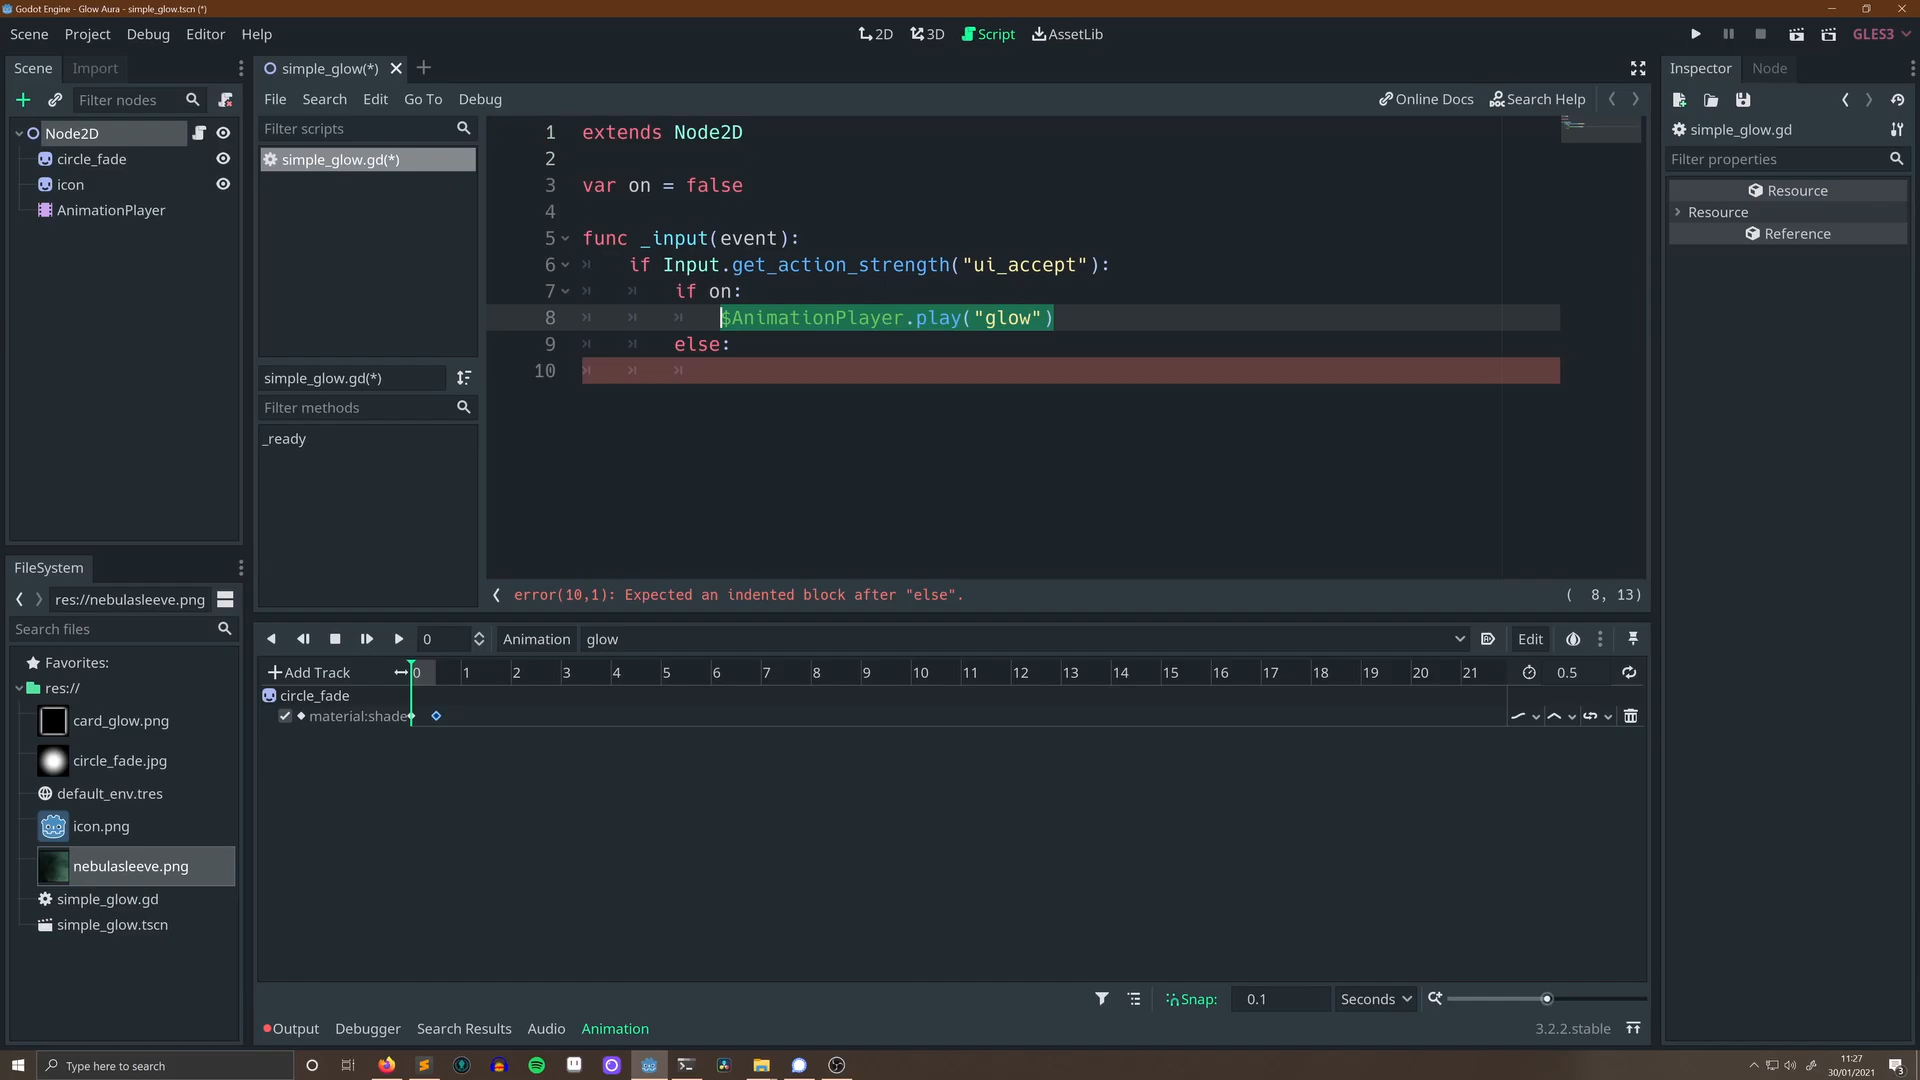 Godot Engine - Glow Aura - simple_glow.tscn (*)
Scene Project Debug Editor Help
2D 3D Script AssetLib
GLES3
Scene Import
Filter nodes
Node2D
circle_fade
icon
AnimationPlayer
simple_glow(*)
File Search Edit Go To Debug
Online Docs Search Help
Filter scripts
simple_glow.gd(*)
simple_glow.gd(*)
Filter methods
_ready
1 extends Node2D
2
3 var on = false
4
5 func _input(event):
6 if Input.get_action_strength("ui_accept"):
7 if on:
8 $AnimationPlayer.play("glow")
9 else:
10
error(10,1): Expected an indented block after "else".
( 8, 13)
Inspector Node
simple_glow.gd
Filter properties
Resource
Resource
Reference
FileSystem
res://nebulasleeve.png
Search files
Favorites:
res://
card_glow.png
circle_fade.jpg
default_env.tres
icon.png
nebulasleeve.png
simple_glow.gd
simple_glow.tscn
0 Animation glow Edit
Add Track 0 1 2 3 4 5 6 7 8 9 10 11 12 13 14 15 16 17 18 19 20 21 0.5
circle_fade
material:shade
Snap: 0.1 Seconds
Output Debugger Search Results Audio Animation
3.2.2.stable
Type here to search
11:27
30/01/2021
3